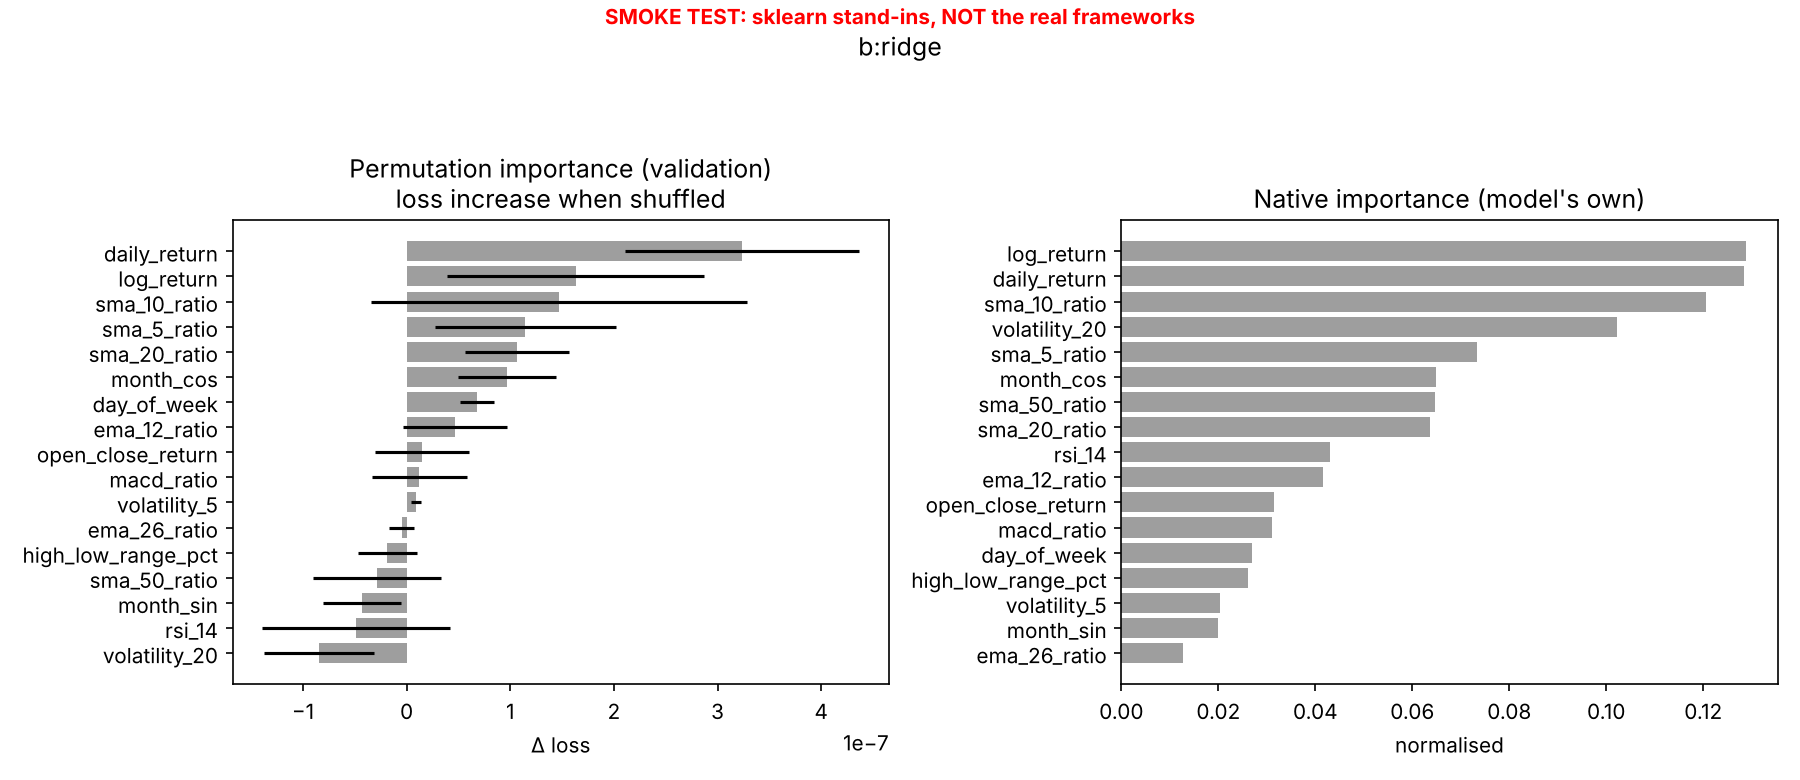 SMOKE TEST: sklearn stand-ins, NOT the real frameworks
b:ridge
Permutation importance (validation)
loss increase when shuffled
daily_return
log_return
sma_10_ratio
sma_5_ratio
sma_20_ratio
month_cos
day_of_week
ema_12_ratio
open_close_return
macd_ratio
volatility_5
ema_26_ratio
high_low_range_pct
sma_50_ratio
month_sin
rsi_14
volatility_20
−1 0 1 2 3 4
1e−7
Δ loss
Native importance (model's own)
log_return
daily_return
sma_10_ratio
volatility_20
sma_5_ratio
month_cos
sma_50_ratio
sma_20_ratio
rsi_14
ema_12_ratio
open_close_return
macd_ratio
day_of_week
high_low_range_pct
volatility_5
month_sin
ema_26_ratio
0.00 0.02 0.04 0.06 0.08 0.10 0.12
normalised